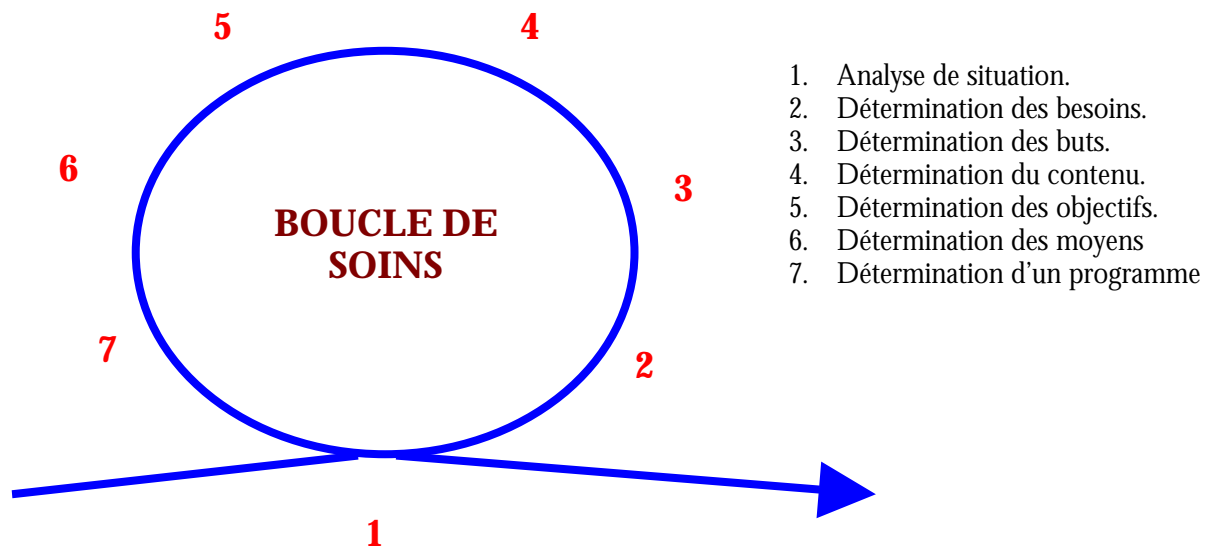 5
4
6
3
BOUCLE DE
SOINS
7
2
1
1. Analyse de situation.
2. Détermination des besoins.
3. Détermination des buts.
4. Détermination du contenu.
5. Détermination des objectifs.
6. Détermination des moyens
7. Détermination d'un programme